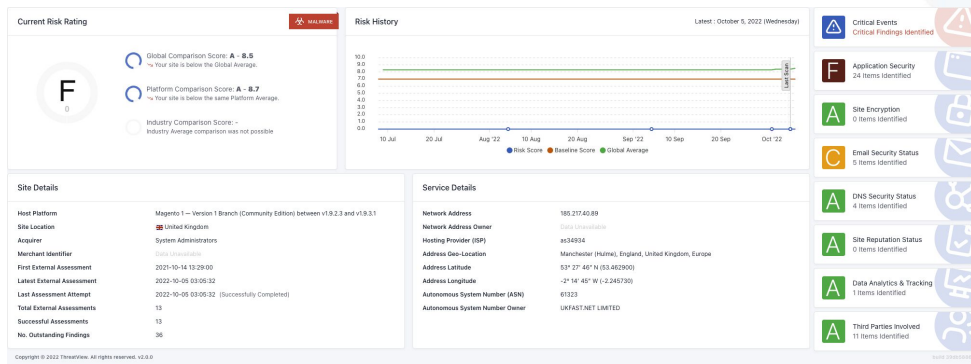 Current Risk Rating
MALWARE
F
0
Global Comparison Score: A - 8.5
Your site is below the Global Average.
Platform Comparison Score: A - 8.7
Your site is below the same Platform Average.
Industry Comparison Score: -
Industry Average comparison was not possible
Risk History
Latest : October 5, 2022 (Wednesday)
10.0
9.0
8.0
7.0
6.0
5.0
4.0
3.0
2.0
1.0
0.0
Last Scan
10 Jul 20 Jul Aug '22 10 Aug 20 Aug Sep '22 10 Sep 20 Sep Oct '22
Risk Score Baseline Score Global Average
Critical Events
Critical Findings Identified
F
Application Security
24 Items Identified
A
Site Encryption
0 Items Identified
C
Email Security Status
5 Items Identified
A
DNS Security Status
4 Items Identified
A
Site Reputation Status
0 Items Identified
A
Data Analytics & Tracking
1 Items Identified
A
Third Parties Involved
11 Items Identified
Site Details
Host Platform Magento 1 — Version 1 Branch (Community Edition) between v1.9.2.3 and v1.9.3.1
Site Location United Kingdom
Acquirer System Administrators
Merchant Identifier Data Unavailable
First External Assessment 2021-10-14 13:29:00
Latest External Assessment 2022-10-05 03:05:32
Last Assessment Attempt 2022-10-05 03:05:32 (Successfully Completed)
Total External Assessments 13
Successful Assessments 13
No. Outstanding Findings 36
Service Details
Network Address 185.217.40.89
Network Address Owner Data Unavailable
Hosting Provider (ISP) as34934
Address Geo-Location Manchester (Hulme), England, United Kingdom, Europe
Address Latitude 53° 27' 46" N (53.462900)
Address Longitude -2° 14' 45" W (-2.245730)
Autonomous System Number (ASN) 61323
Autonomous System Number Owner UKFAST.NET LIMITED
Copyright © 2022 ThreatView. All rights reserved. v2.0.0